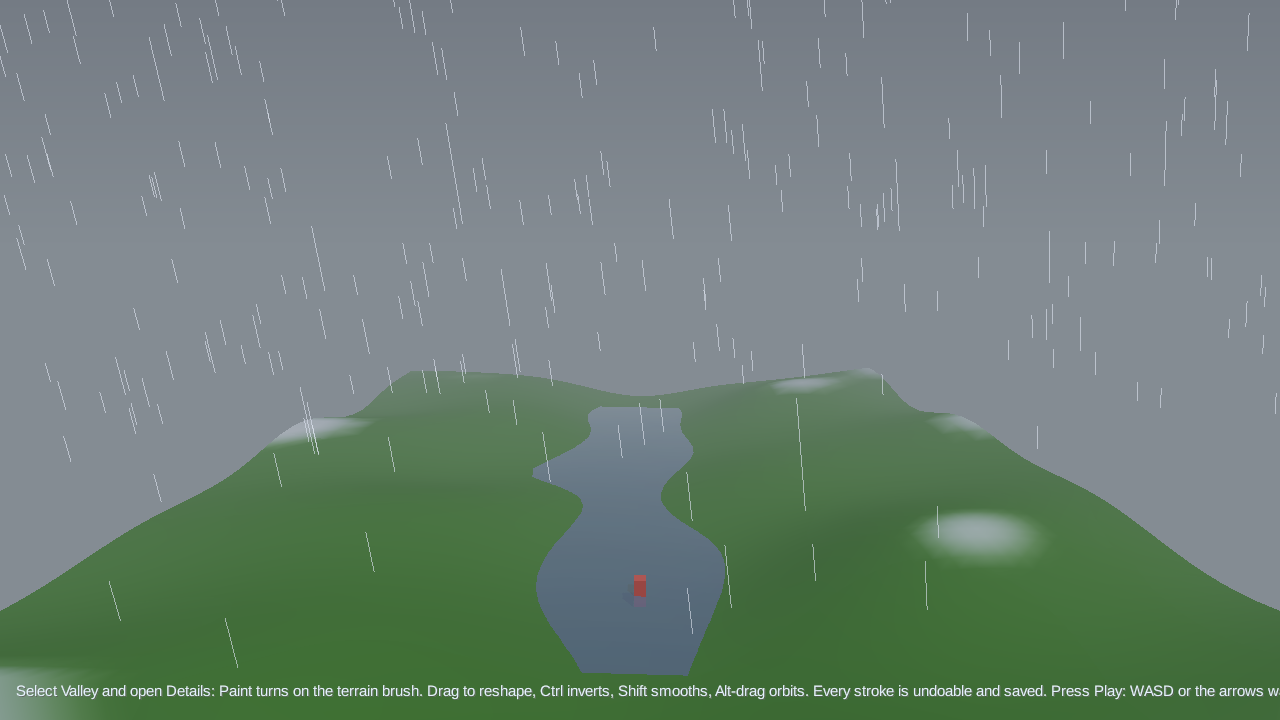 Select Valley and open Details: Paint turns on the terrain brush. Drag to reshape, Ctrl inverts, Shift smooths, Alt-drag orbits. Every stroke is undoable and saved. Press Play: WASD or the arrows